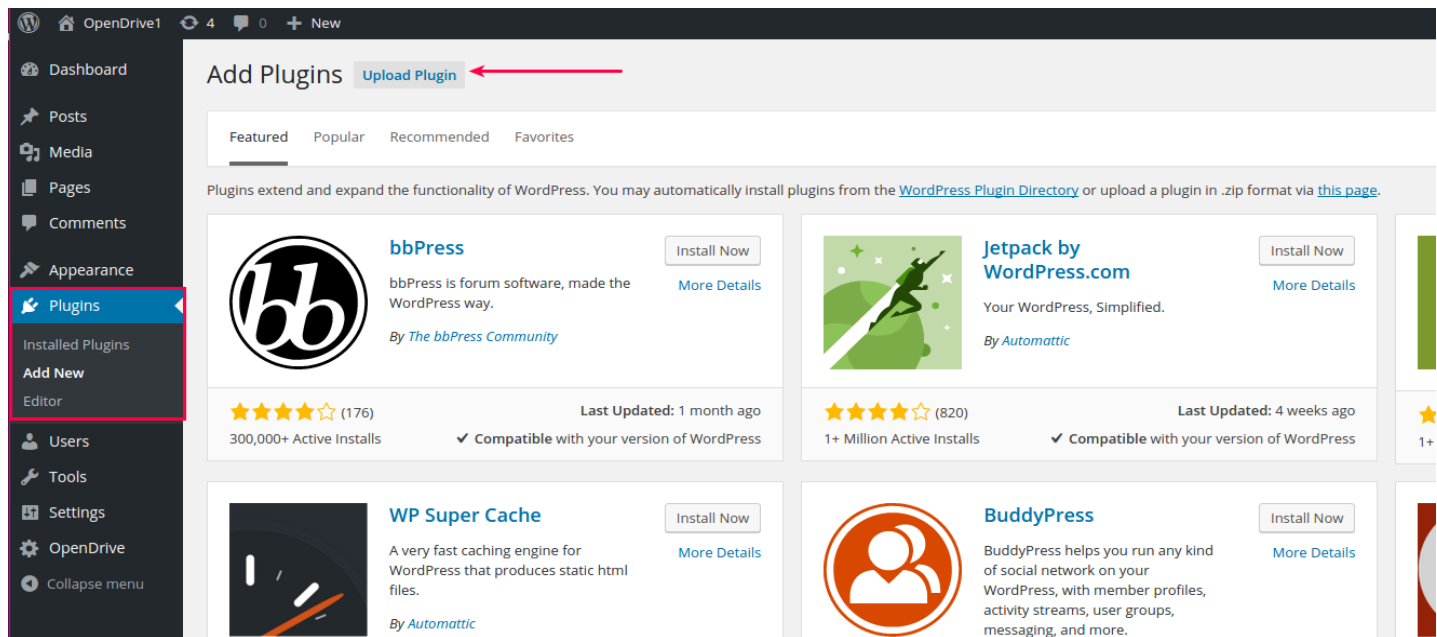 OpenDrive1 4 0 New
Dashboard
Posts
Media
Pages
Comments
Appearance
Plugins
Installed Plugins
Add New
Editor
Users
Tools
Settings
OpenDrive
Collapse menu
Add Plugins Upload Plugin
Featured Popular Recommended Favorites
Plugins extend and expand the functionality of WordPress. You may automatically install plugins from the WordPress Plugin Directory or upload a plugin in .zip format via this page.
bb
bbPress
Install Now
More Details
bbPress is forum software, made the
WordPress way.
By The bbPress Community
(176)
Last Updated: 1 month ago
300,000+ Active Installs
Compatible with your version of WordPress
Jetpack by
WordPress.com
Install Now
More Details
Your WordPress, Simplified.
By Automattic
(820)
Last Updated: 4 weeks ago
1+ Million Active Installs
Compatible with your version of WordPress
1+
WP Super Cache
Install Now
More Details
A very fast caching engine for
WordPress that produces static html
files.
By Automattic
BuddyPress
Install Now
More Details
BuddyPress helps you run any kind
of social network on your
WordPress, with member profiles,
activity streams, user groups,
messaging, and more.